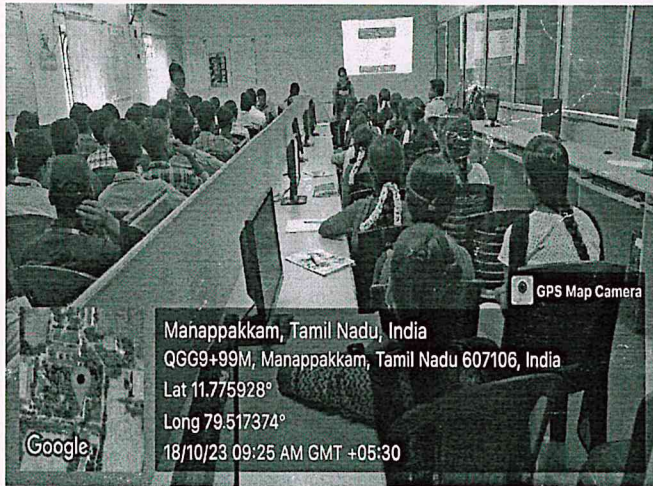 GPS Map Camera
Manappakkam, Tamil Nadu, India
QGG9+99M, Manappakkam, Tamil Nadu 607106, India
Lat 11.775928°
Long 79.517374°
18/10/23 09:25 AM GMT +05:30
Google